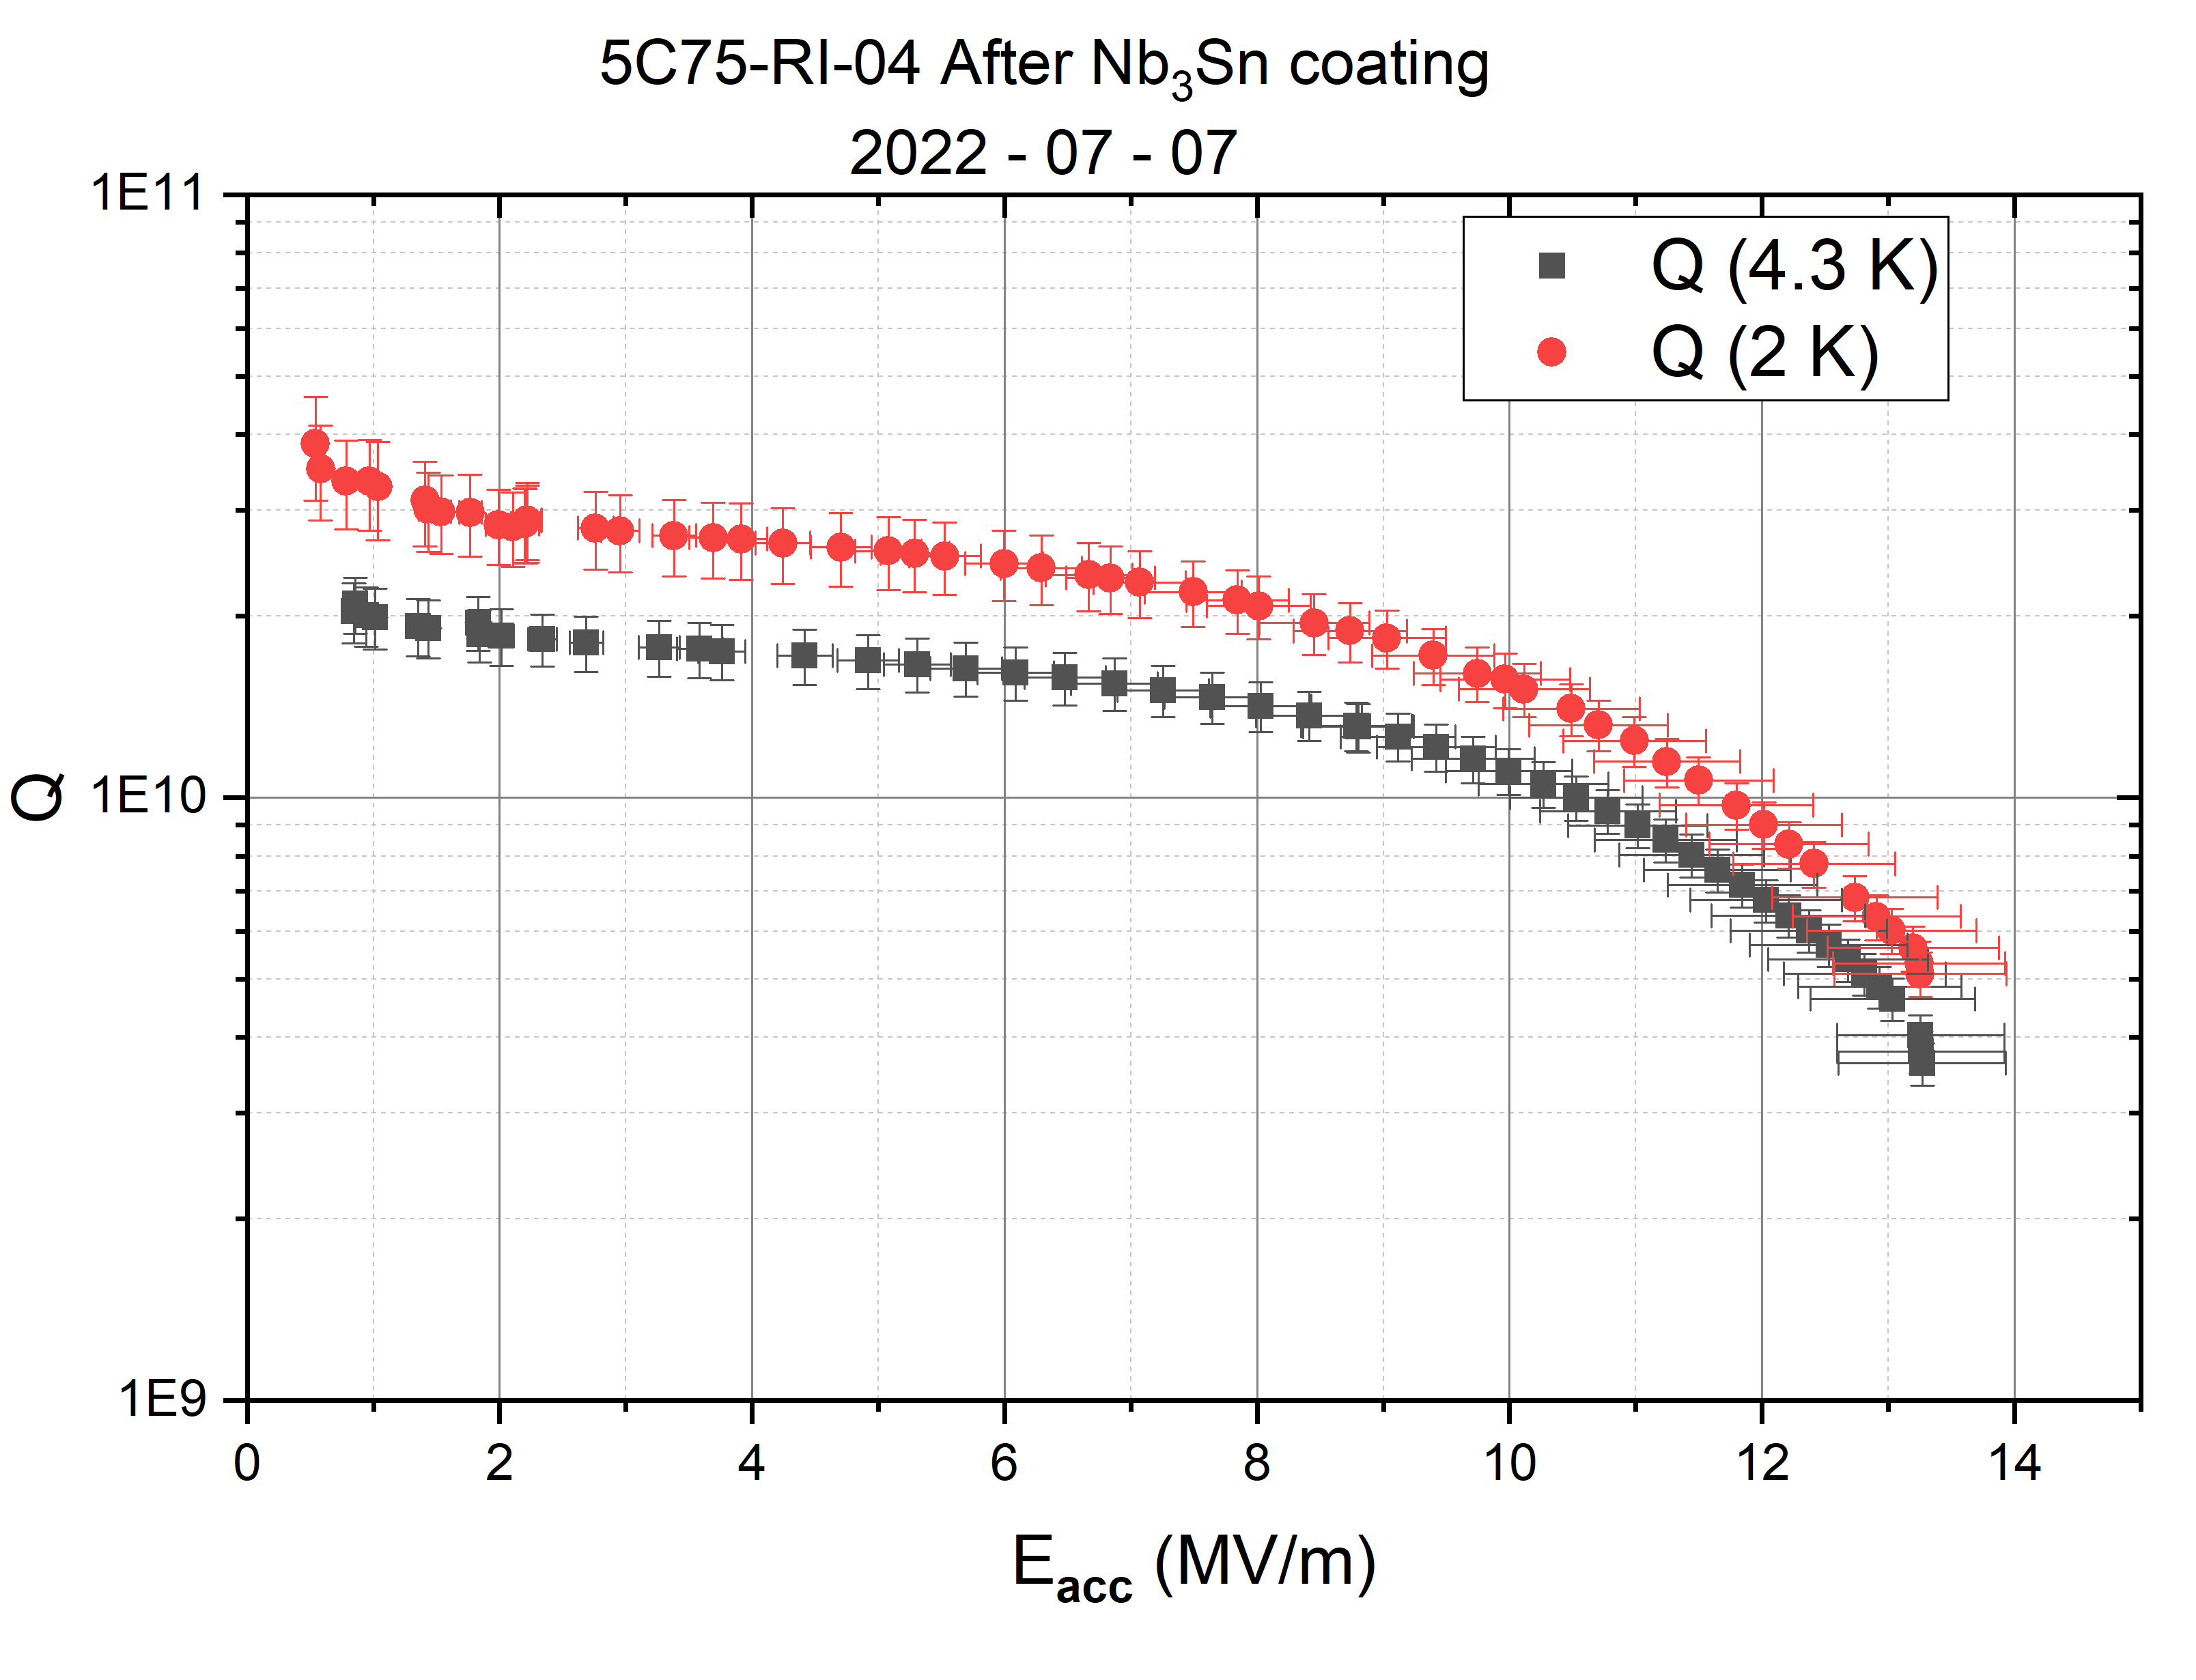 5C75-RI-04 After Nb₃Sn coating
2022 - 07 - 07
1E11
Q (4.3 K)
Q (2 K)
Q
1E10
1E9
0 2 4 6 8 10 12 14
Eacc (MV/m)